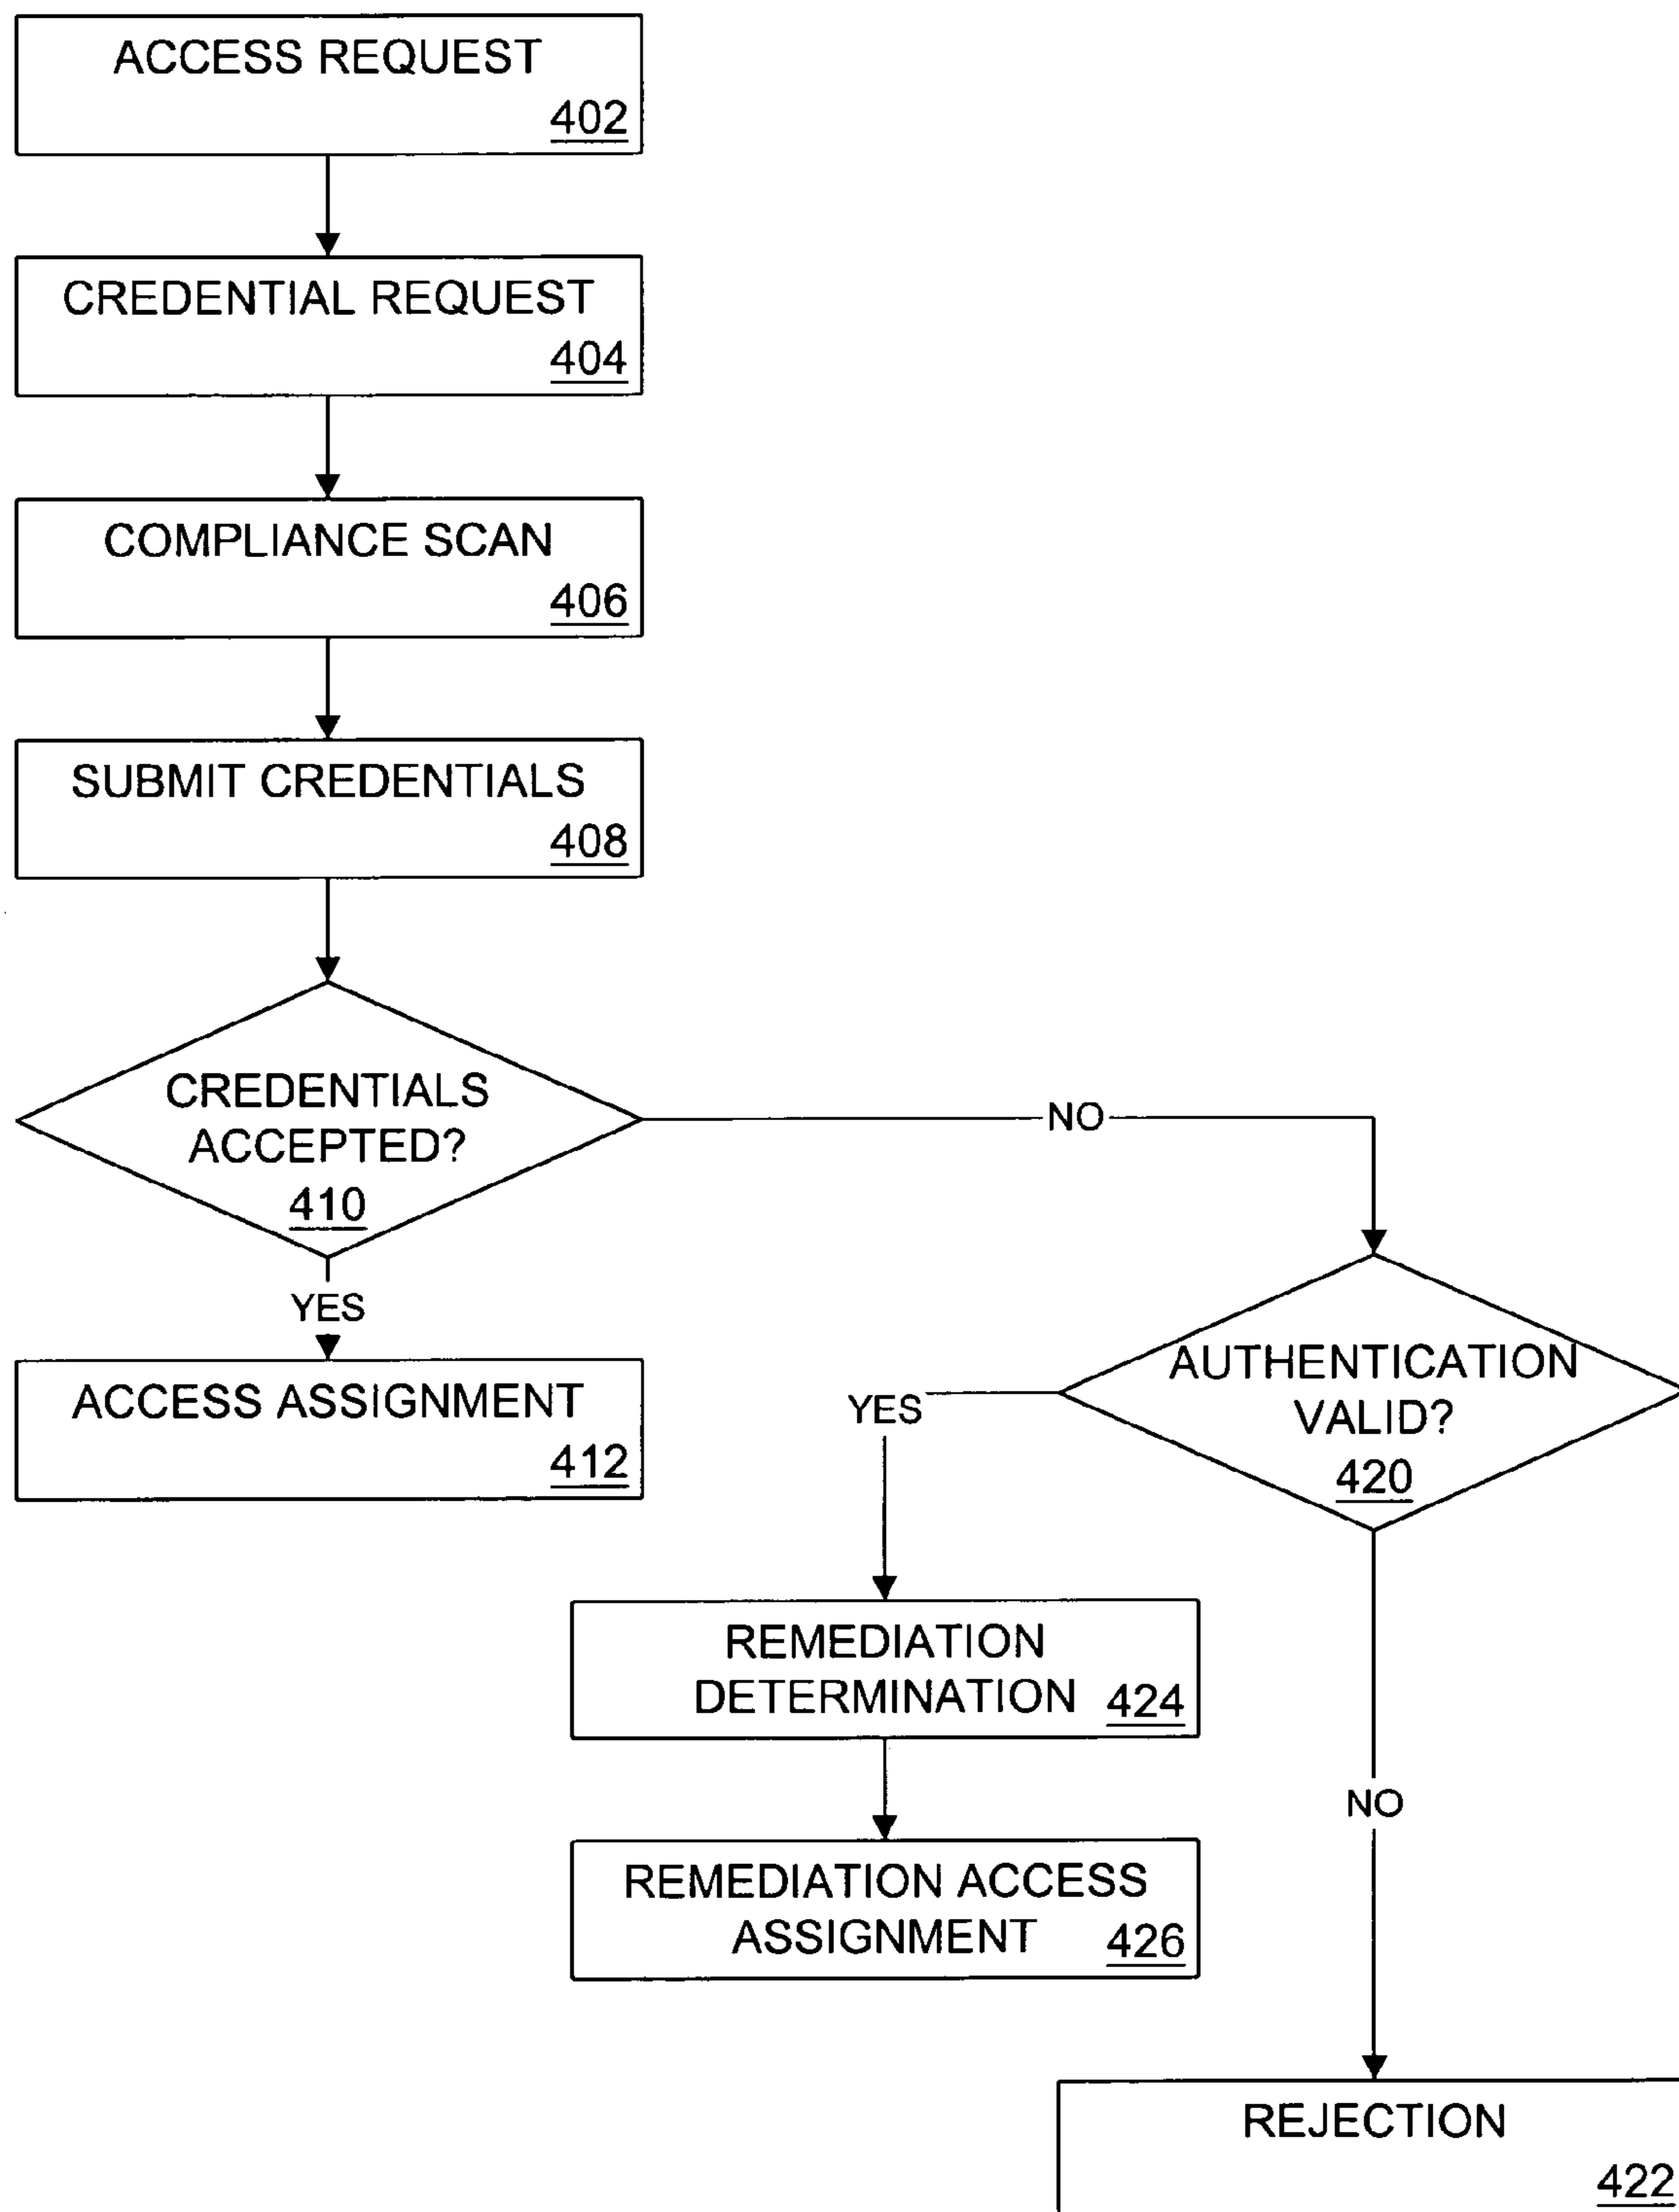 ACCESS REQUEST
402
CREDENTIAL REQUEST
404
COMPLIANCE SCAN
406
SUBMIT CREDENTIALS
408
CREDENTIALS
ACCEPTED?
410
NO
YES
ACCESS ASSIGNMENT
412
AUTHENTICATION
VALID?
420
YES
REMEDIATION
DETERMINATION 424
REMEDIATION ACCESS
ASSIGNMENT 426
NO
REJECTION
422